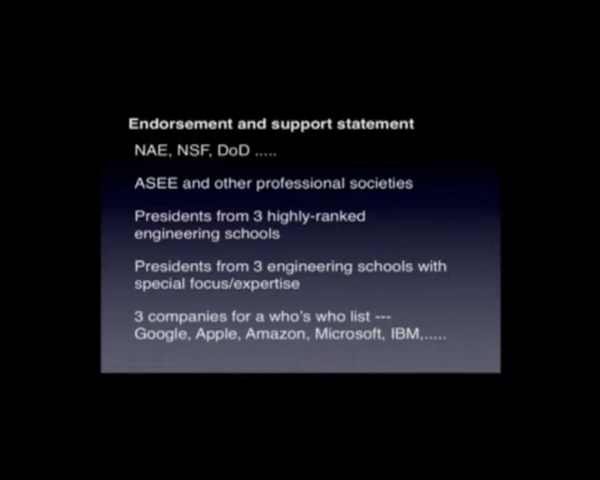 Endorsement and support statement
NAE, NSF, DoD .....
ASEE and other professional societies
Presidents from 3 highly-ranked
engineering schools
Presidents from 3 engineering schools with
special focus/expertise
3 companies for a who's who list ---
Google, Apple, Amazon, Microsoft, IBM,.....